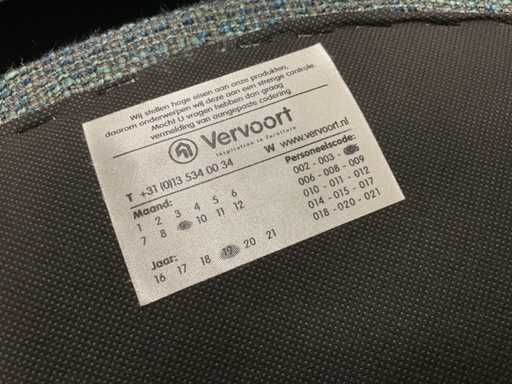 Wij stellen hoge eisen aan onze produkten,
daarom onderwerpen wij deze aan een strenge controle.
Mocht U vragen hebben dan graag
vermelding van aangepaste codering
Vervoort
inspiration in furniture
T +31 (0)13 534 00 34 W www.vervoort.nl
Maand:
1 2 3 4 5 6
7 8 10 11 12
Jaar:
16 17 18 19 20 21
Personeelscode:
002 - 003 -
006 - 008 - 009
010 - 011 - 012
014 - 015 - 017
018 - 020 - 021